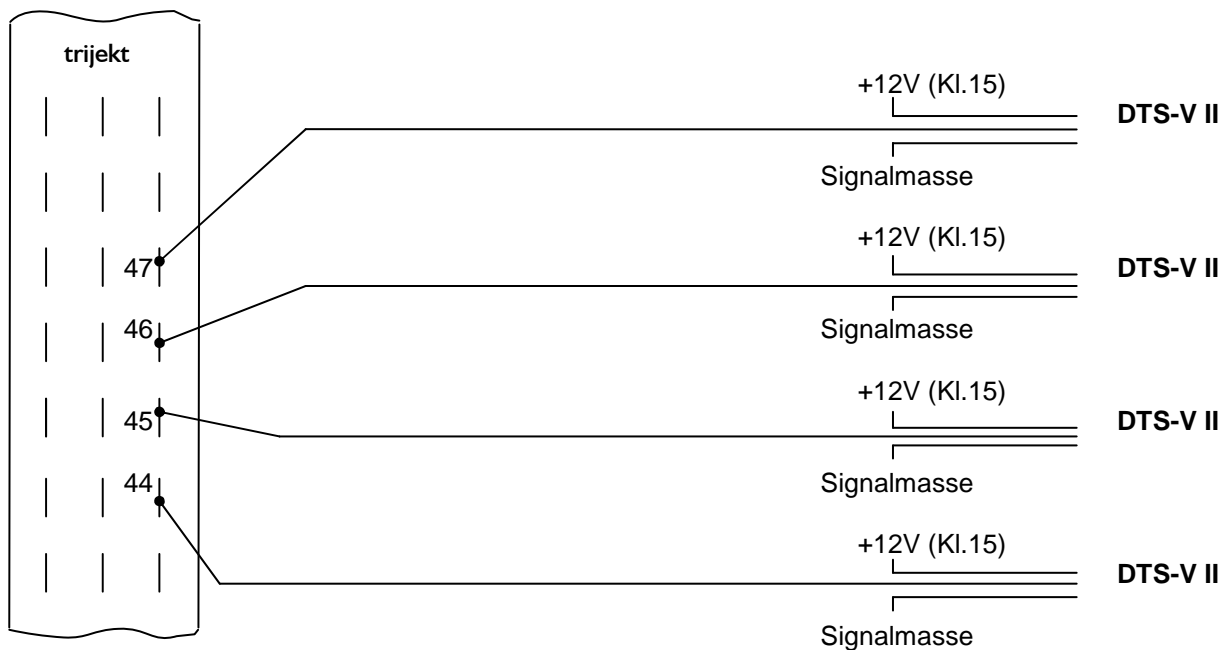 trijekt
+12V (Kl.15)
DTS-V II
Signalmasse
47
+12V (Kl.15)
DTS-V II
46
Signalmasse
+12V (Kl.15)
DTS-V II
45
Signalmasse
44
+12V (Kl.15)
DTS-V II
Signalmasse